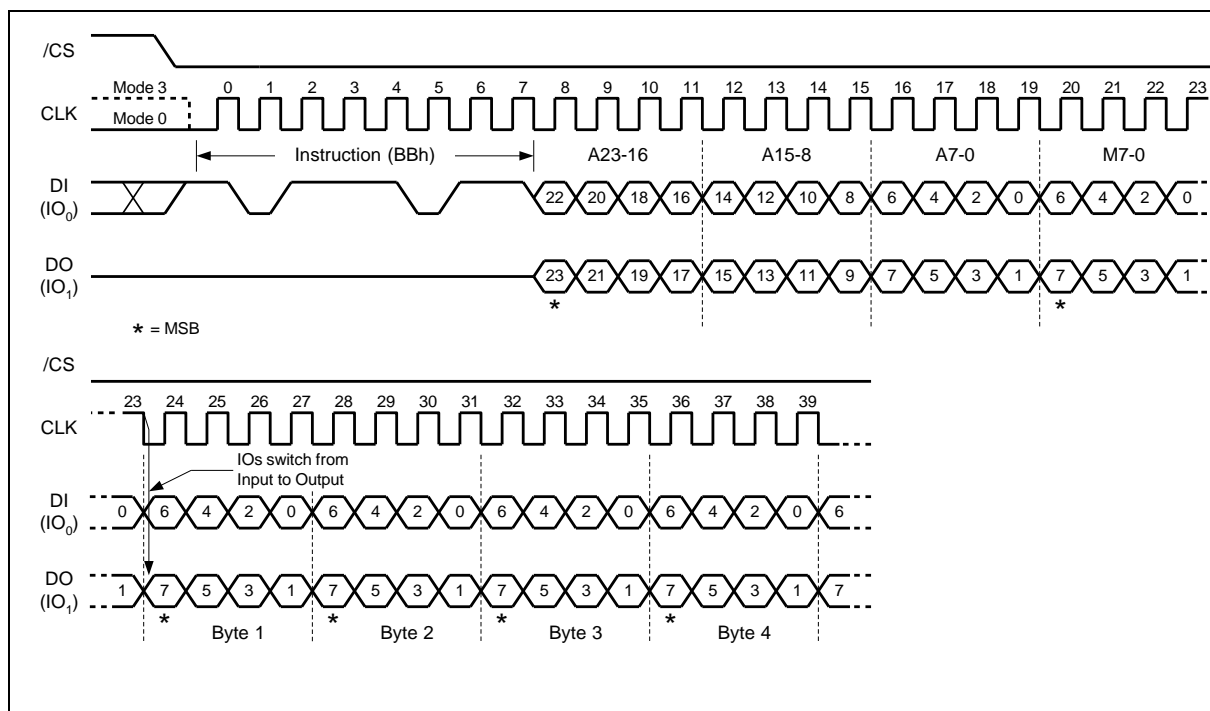 /CS
Mode 3 0 1 2 3 4 5 6 7 8 9 10 11 12 13 14 15 16 17 18 19 20 21 22 23
CLK Mode 0
Instruction (BBh) A23-16 A15-8 A7-0 M7-0
DI
(IO0) 22 20 18 16 14 12 10 8 6 4 2 0 6 4 2 0
DO
(IO1) 23 21 19 17 15 13 11 9 7 5 3 1 7 5 3 1
* *
* = MSB
/CS
23 24 25 26 27 28 29 30 31 32 33 34 35 36 37 38 39
CLK
IOs switch from
Input to Output
DI
(IO0) 0 6 4 2 0 6 4 2 0 6 4 2 0 6 4 2 0 6
DO
(IO1) 1 7 5 3 1 7 5 3 1 7 5 3 1 7 5 3 1 7
* * * *
Byte 1 Byte 2 Byte 3 Byte 4